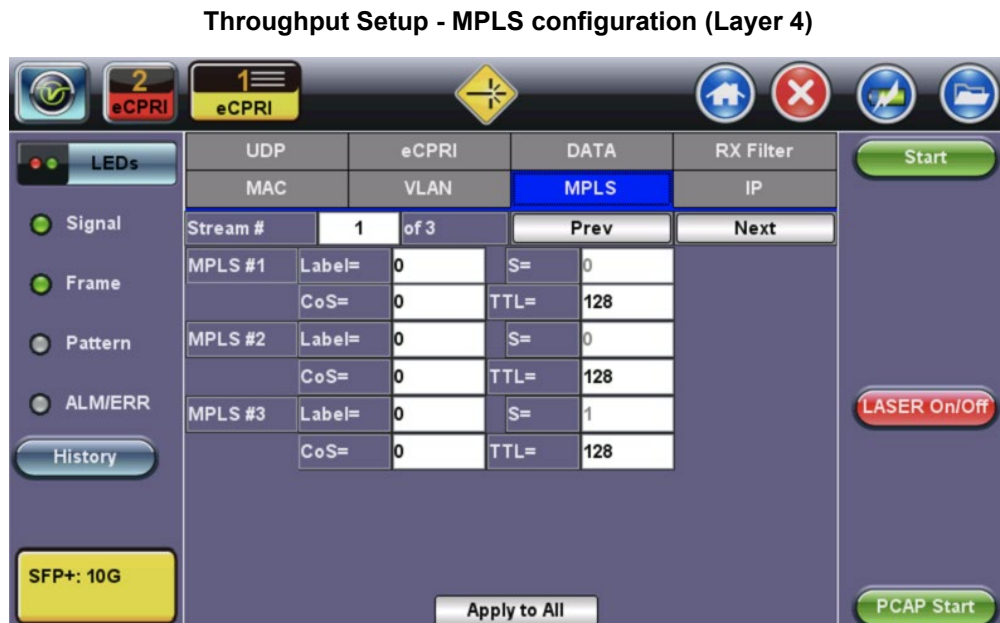 Throughput Setup - MPLS configuration (Layer 4)
2 eCPRI
1 eCPRI
LEDs
Signal
Frame
Pattern
ALM/ERR
History
SFP+: 10G
UDP eCPRI DATA RX Filter
MAC VLAN MPLS IP
Stream # 1 of 3 Prev Next
MPLS #1 Label= 0 S= 0
CoS= 0 TTL= 128
MPLS #2 Label= 0 S= 0
CoS= 0 TTL= 128
MPLS #3 Label= 0 S= 1
CoS= 0 TTL= 128
Apply to All
Start
LASER On/Off
PCAP Start